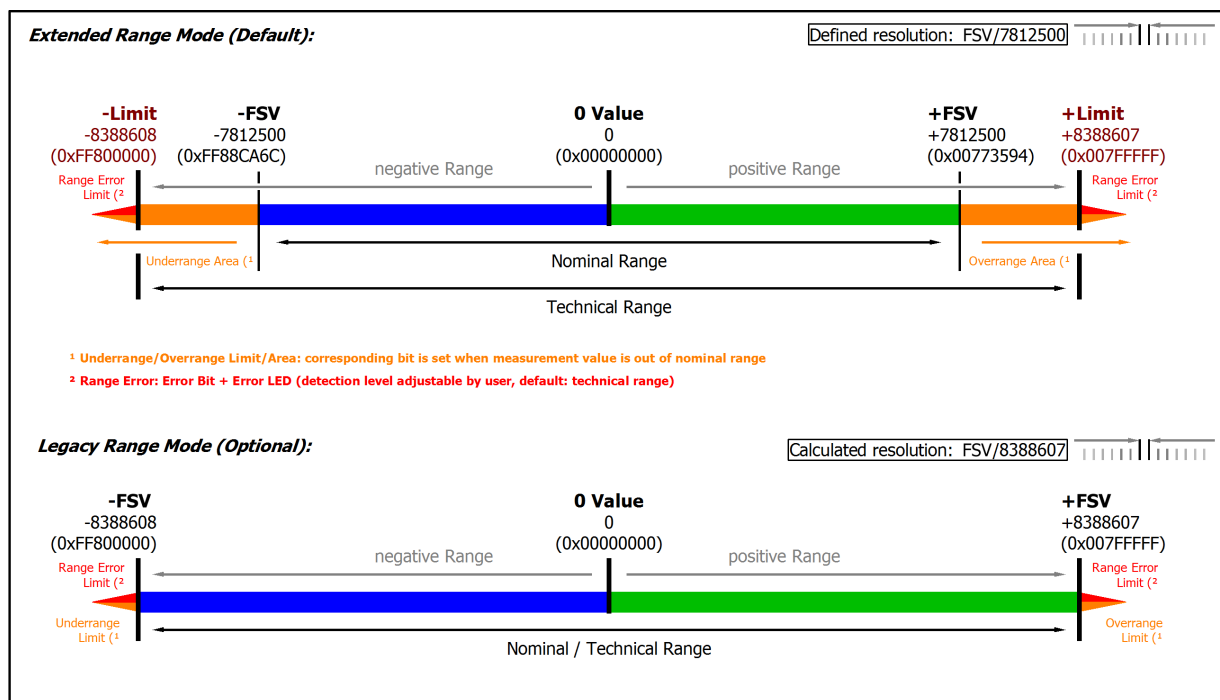 Extended Range Mode (Default):
Defined resolution:  FSV/7812500
-Limit
-8388608
(0xFF800000)
-FSV
-7812500
(0xFF88CA6C)
0 Value
0
(0x00000000)
+FSV
+7812500
(0x00773594)
+Limit
+8388607
(0x007FFFFF)
negative Range
positive Range
Range Error
Limit (²
Range Error
Limit (²
Underrange Area (¹
Nominal Range
Overrange Area (¹
Technical Range
¹ Underrange/Overrange Limit/Area: corresponding bit is set when measurement value is out of nominal range
² Range Error: Error Bit + Error LED (detection level adjustable by user, default: technical range)
Legacy Range Mode (Optional):
Calculated resolution:  FSV/8388607
-FSV
-8388608
(0xFF800000)
0 Value
0
(0x00000000)
+FSV
+8388607
(0x007FFFFF)
negative Range
positive Range
Range Error
Limit (²
Range Error
Limit (²
Underrange
Limit (¹
Overrange
Limit (¹
Nominal / Technical Range